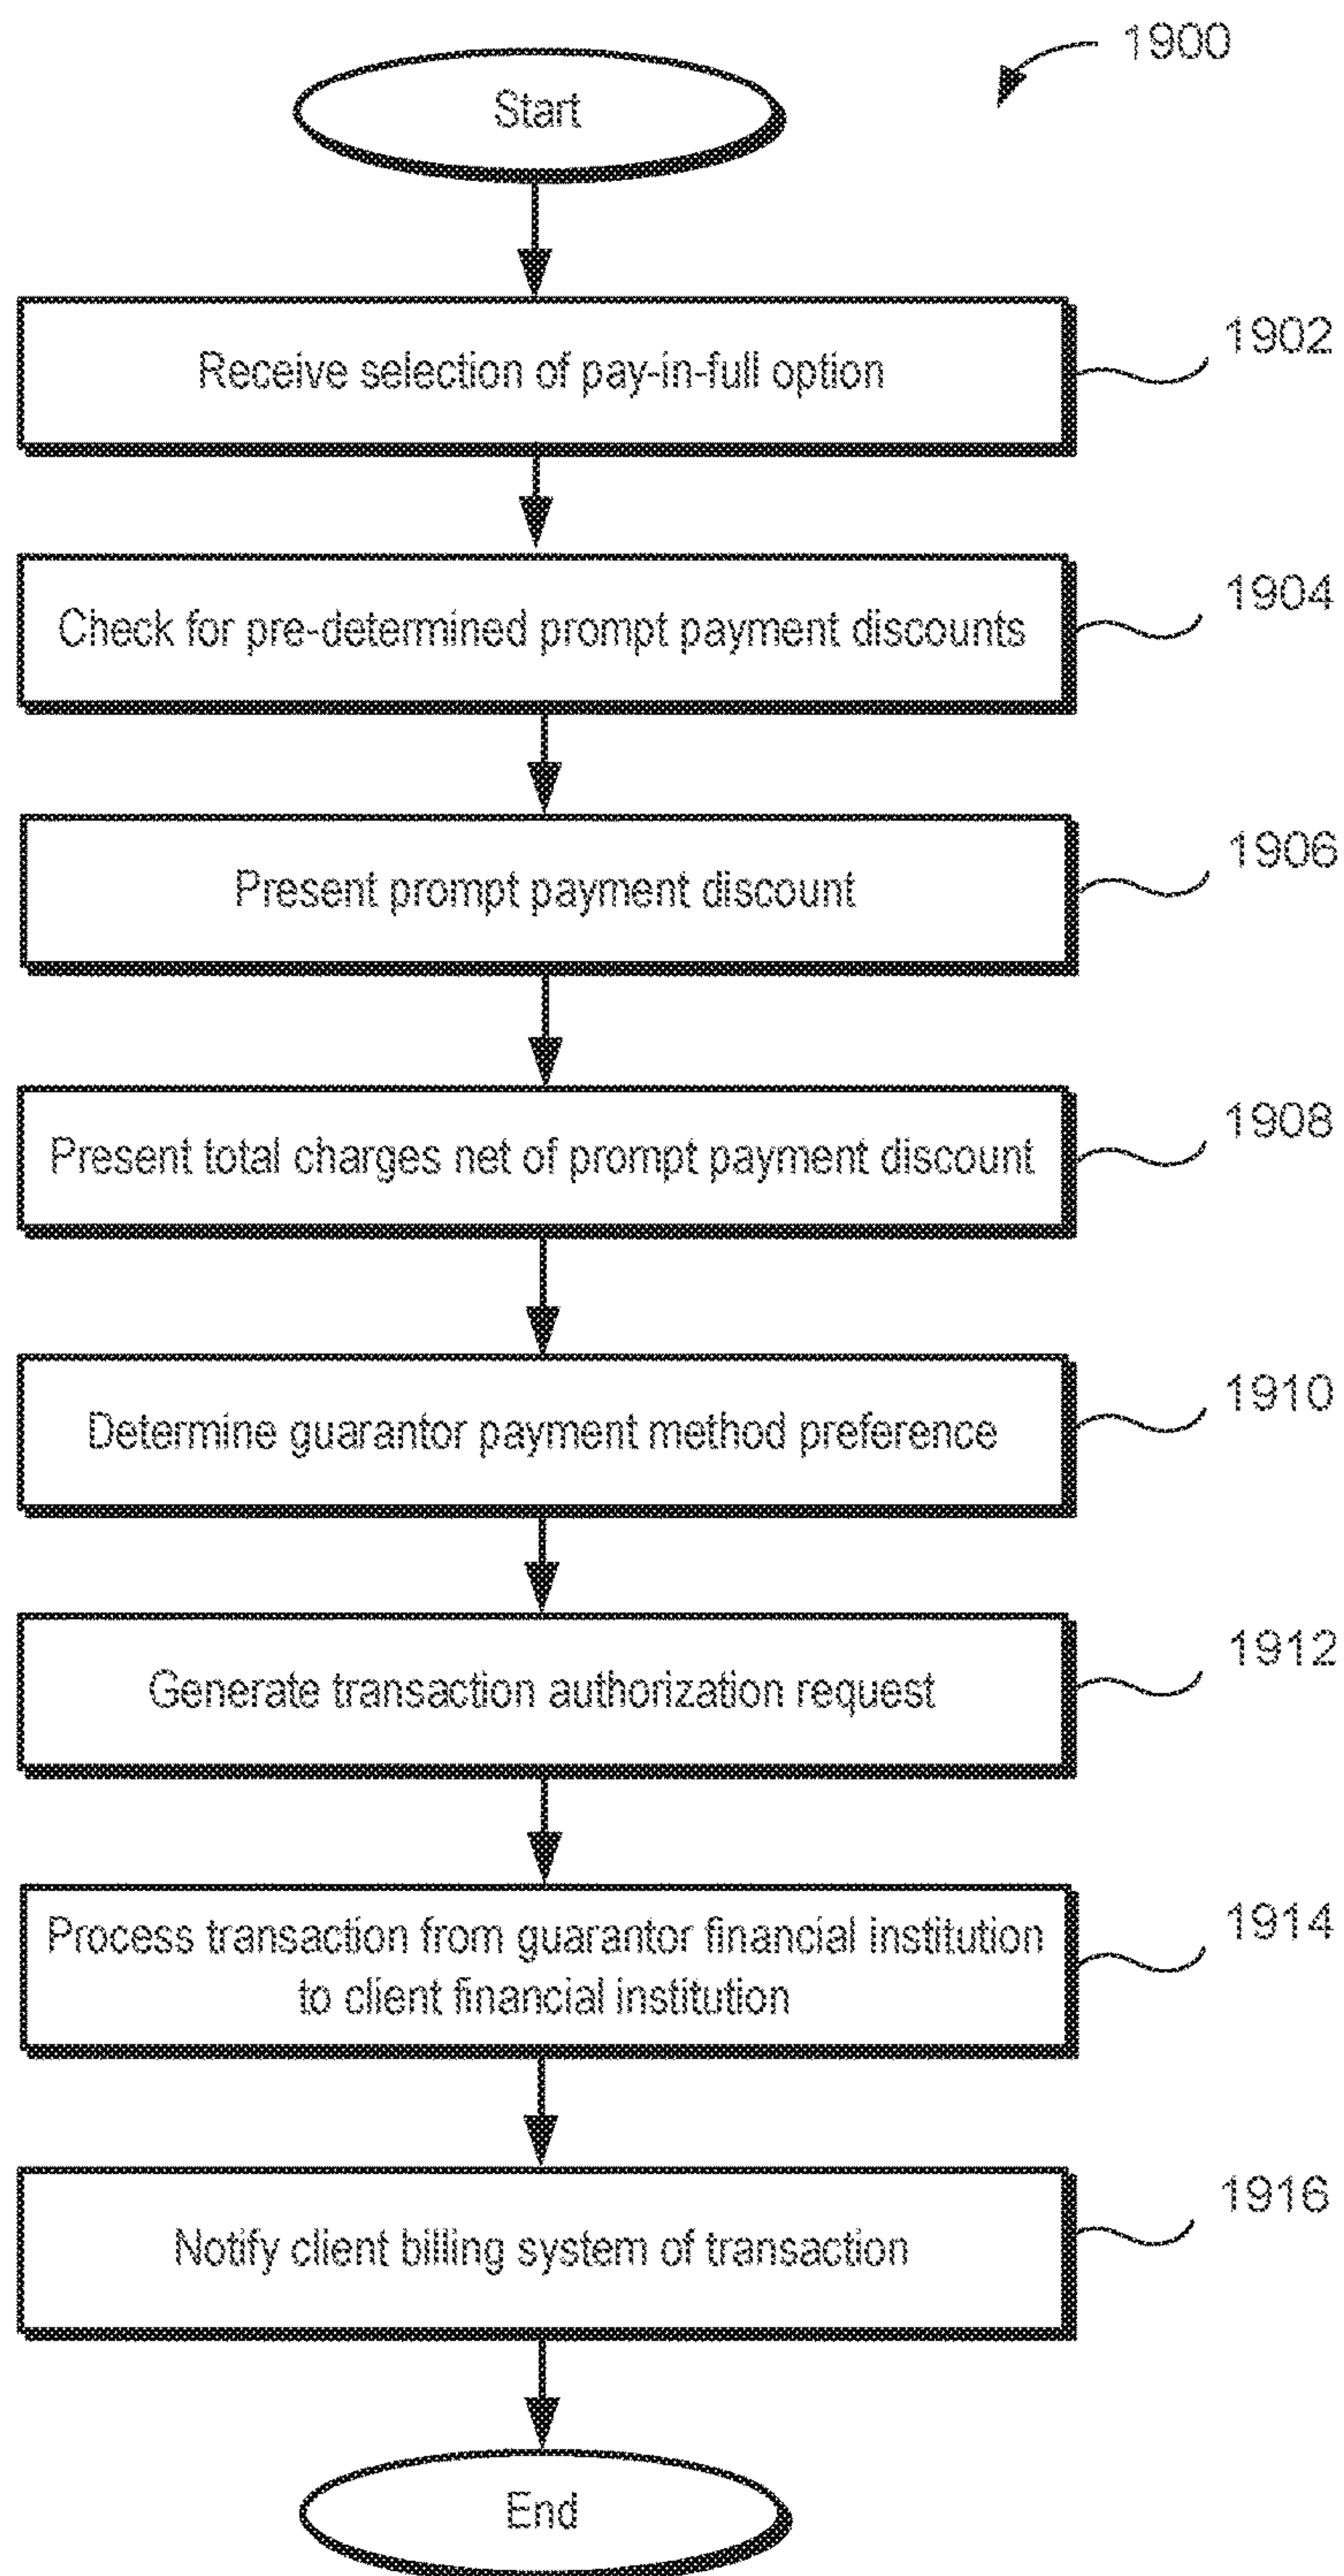 1900
Start
Receive selection of pay-in-full option
1902
Check for pre-determined prompt payment discounts
1904
Present prompt payment discount
1906
Present total charges net of prompt payment discount
1908
Determine guarantor payment method preference
1910
Generate transaction authorization request
1912
Process transaction from guarantor financial institution
to client financial institution
1914
Notify client billing system of transaction
1916
End